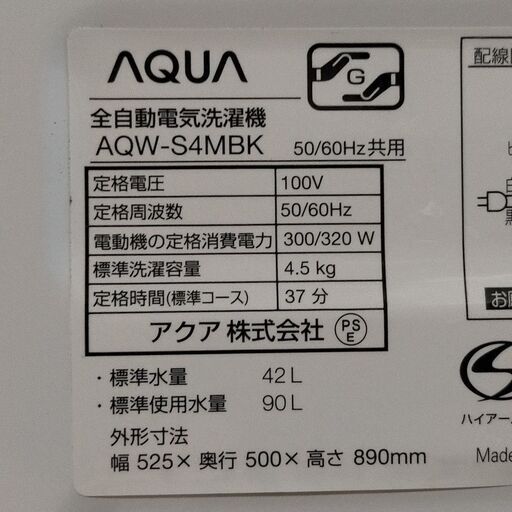 AQUA
G
全自動電気洗濯機
AQW-S4MBK 50/60Hz共用
定格電圧 100V
定格周波数 50/60Hz
電動機の定格消費電力 300/320 W
標準洗濯容量 4.5 kg
定格時間(標準コース) 37 分
アクア 株式会社 PSE
・標準水量 42 L
・標準使用水量 90 L
外形寸法
幅 525× 奥行 500× 高さ 890mm
配線
白
黒
お
ハイアー
Made